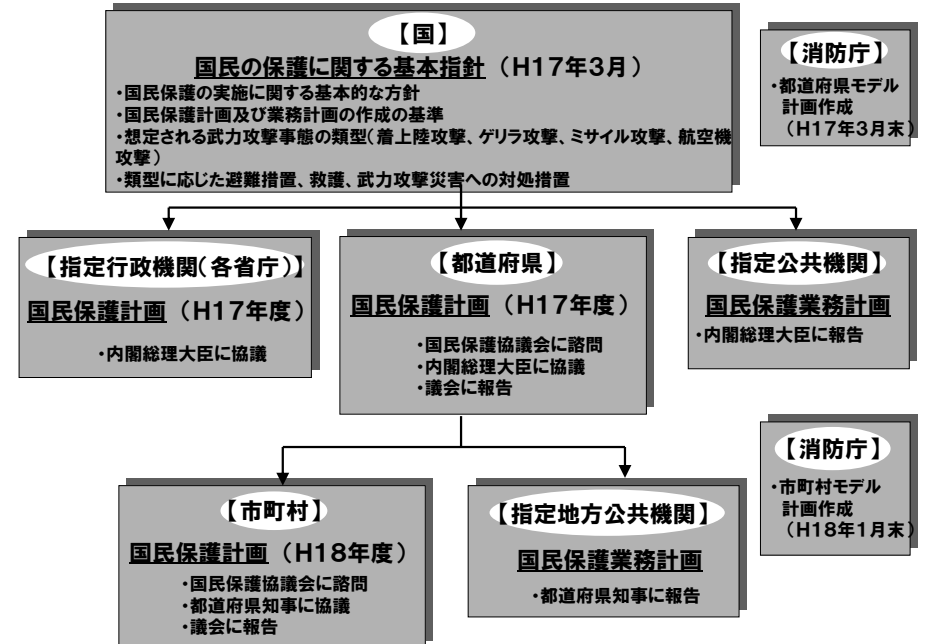 【国】
国民の保護に関する基本指針（H17年3月）
・国民保護の実施に関する基本的な方針
・国民保護計画及び業務計画の作成の基準
・想定される武力攻撃事態の類型（着上陸攻撃、ゲリラ攻撃、ミサイル攻撃、航空機
攻撃）
・類型に応じた避難措置、救護、武力攻撃災害への対処措置
【消防庁】
・都道府県モデル
計画作成
（H17年3月末）
【指定行政機関（各省庁）】
国民保護計画（H17年度）
・内閣総理大臣に協議
【都道府県】
国民保護計画（H17年度）
・国民保護協議会に諮問
・内閣総理大臣に協議
・議会に報告
【指定公共機関】
国民保護業務計画
・内閣総理大臣に報告
【市町村】
国民保護計画（H18年度）
・国民保護協議会に諮問
・都道府県知事に協議
・議会に報告
【指定地方公共機関】
国民保護業務計画
・都道府県知事に報告
【消防庁】
・市町村モデル
計画作成
（H18年1月末）